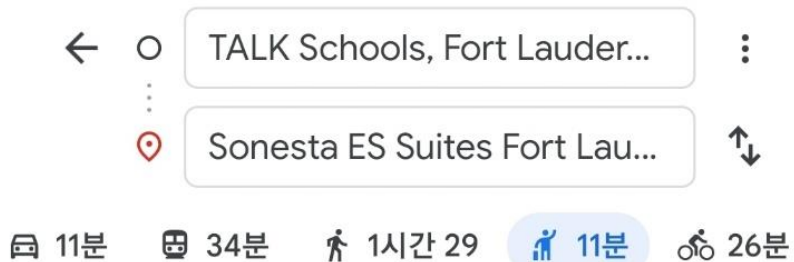 TALK Schools, Fort Lauder...
Sonesta ES Suites Fort Lau...
11분 34분 1시간 29 11분 26분